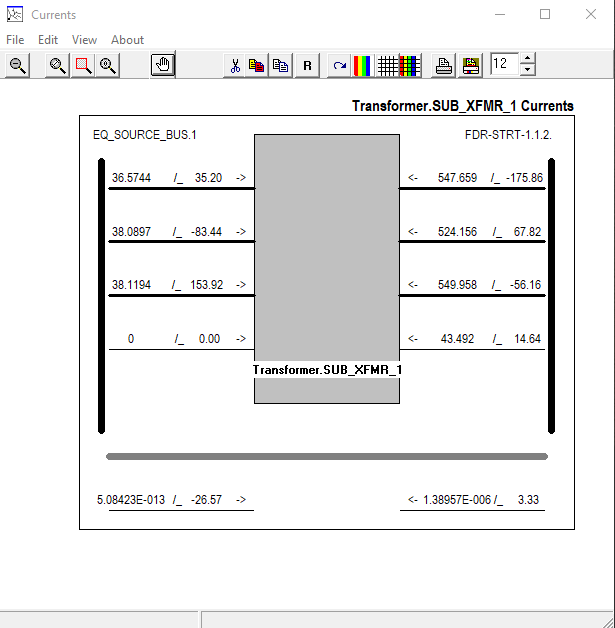 Currents
File Edit View About
R
12
Transformer.SUB_XFMR_1 Currents
EQ_SOURCE_BUS.1 FDR-STRT-1.1.2.
36.5744 /_ 35.20 -> <- 547.659 /_ -175.86
38.0897 /_ -83.44 -> <- 524.156 /_ 67.82
38.1194 /_ 153.92 -> <- 549.958 /_ -56.16
0 /_ 0.00 -> <- 43.492 /_ 14.64
Transformer.SUB_XFMR_1
5.08423E-013 /_ -26.57 -> <- 1.38957E-006 /_ 3.33